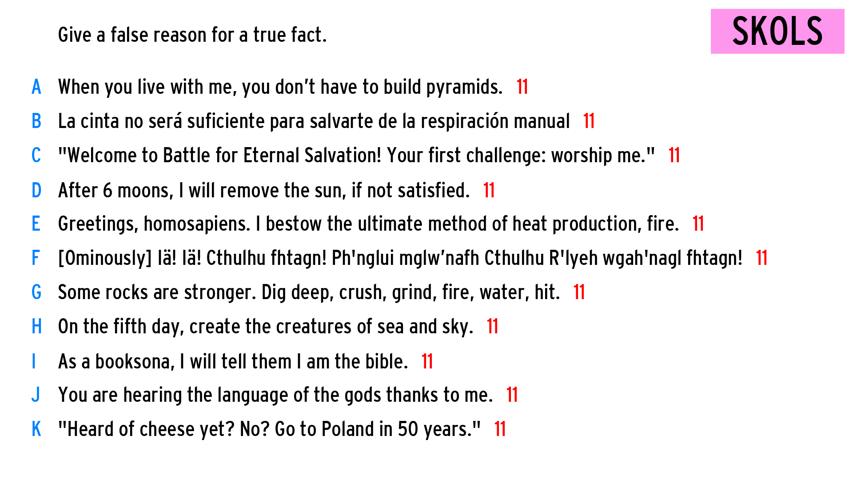 Give a false reason for a true fact.
SKOLS
A When you live with me, you don't have to build pyramids. 11
B La cinta no será suficiente para salvarte de la respiración manual 11
C "Welcome to Battle for Eternal Salvation! Your first challenge: worship me." 11
D After 6 moons, I will remove the sun, if not satisfied. 11
E Greetings, homosapiens. I bestow the ultimate method of heat production, fire. 11
F [Ominously] Iä! Iä! Cthulhu fhtagn! Ph'nglui mglw'nafh Cthulhu R'lyeh wgah'nagl fhtagn! 11
G Some rocks are stronger. Dig deep, crush, grind, fire, water, hit. 11
H On the fifth day, create the creatures of sea and sky. 11
I As a booksona, I will tell them I am the bible. 11
J You are hearing the language of the gods thanks to me. 11
K "Heard of cheese yet? No? Go to Poland in 50 years." 11